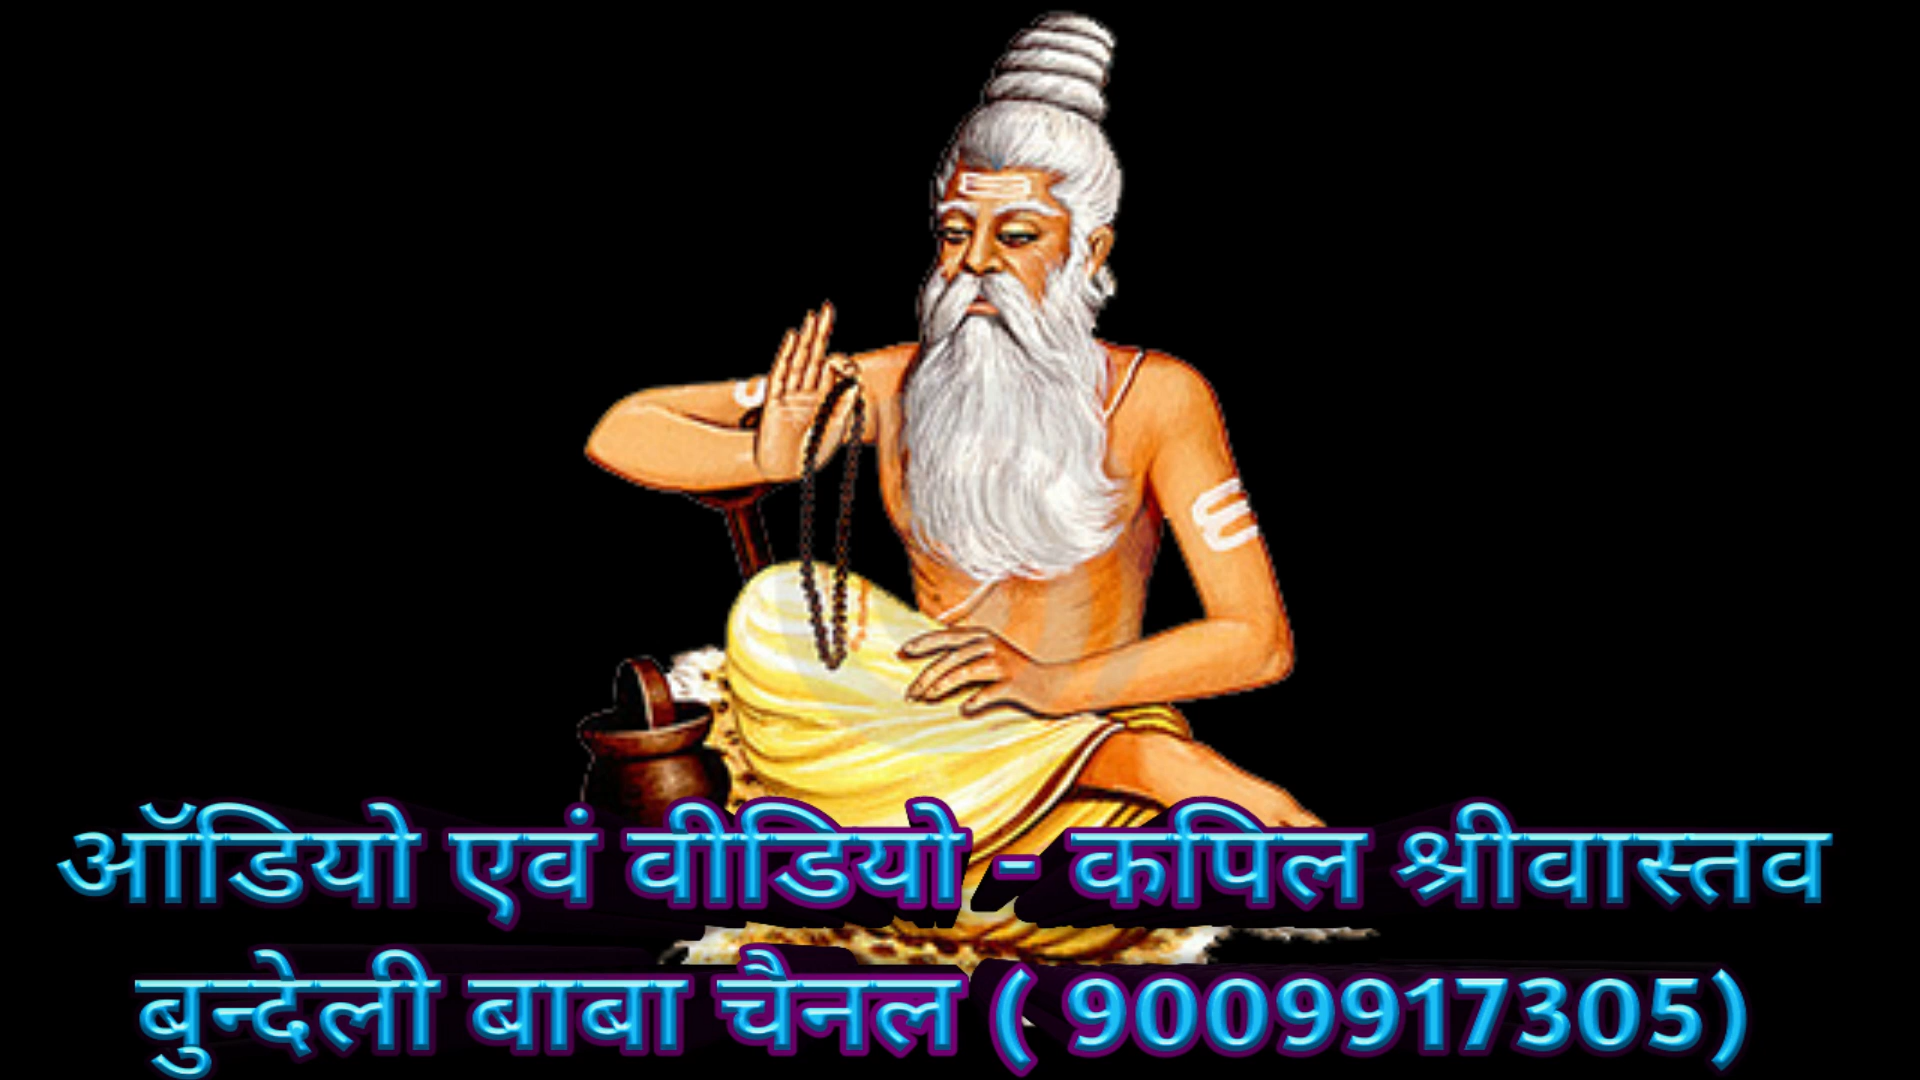 ऑडियो एवं वीडियो - कपिल श्रीवास्तव
बुन्देली बाबा चैनल ( 9009917305)